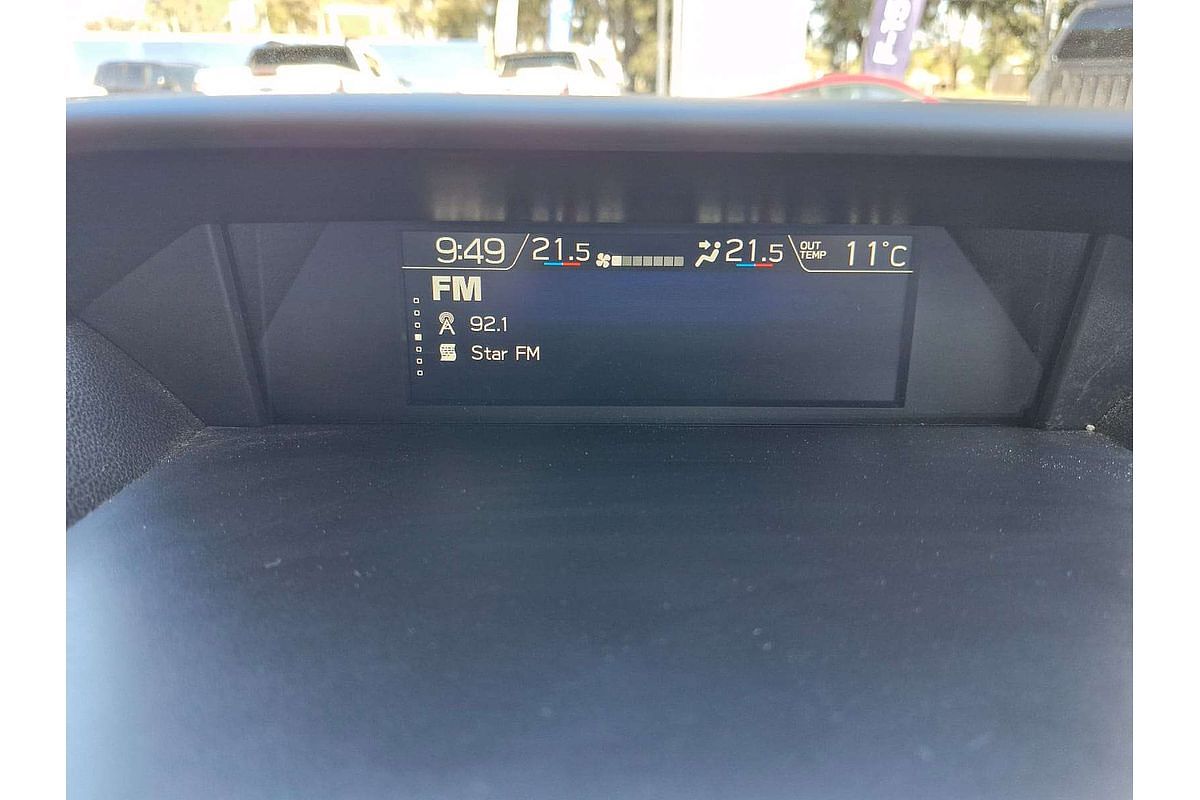 9:49 21.5 21.5 OUT TEMP 11°C
FM
92.1
Star FM